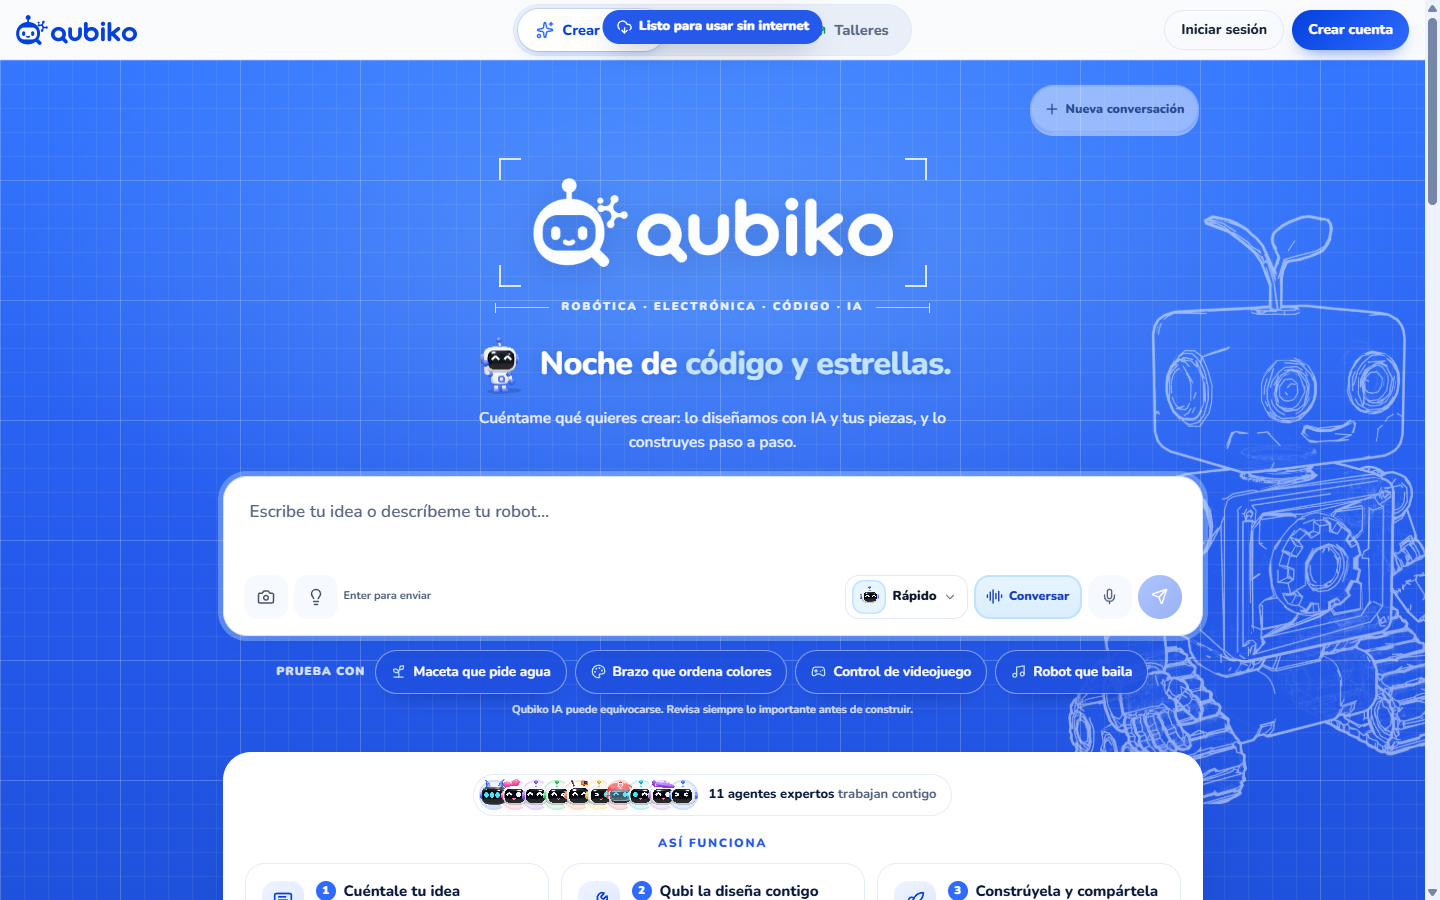 qubiko
Crear
Listo para usar sin internet
Talleres
Iniciar sesión
Crear cuenta
Nueva conversación
qubiko
ROBÓTICA · ELECTRÓNICA · CÓDIGO · IA
Noche de código y estrellas.
Cuéntame qué quieres crear: lo diseñamos con IA y tus piezas, y lo
construyes paso a paso.
Escribe tu idea o descríbeme tu robot...
Enter para enviar
Rápido
Conversar
PRUEBA CON
Maceta que pide agua
Brazo que ordena colores
Control de videojuego
Robot que baila
Qubiko IA puede equivocarse. Revisa siempre lo importante antes de construir.
11 agentes expertos trabajan contigo
ASÍ FUNCIONA
1 Cuéntale tu idea
2 Qubi la diseña contigo
3 Constrúyela y compártela